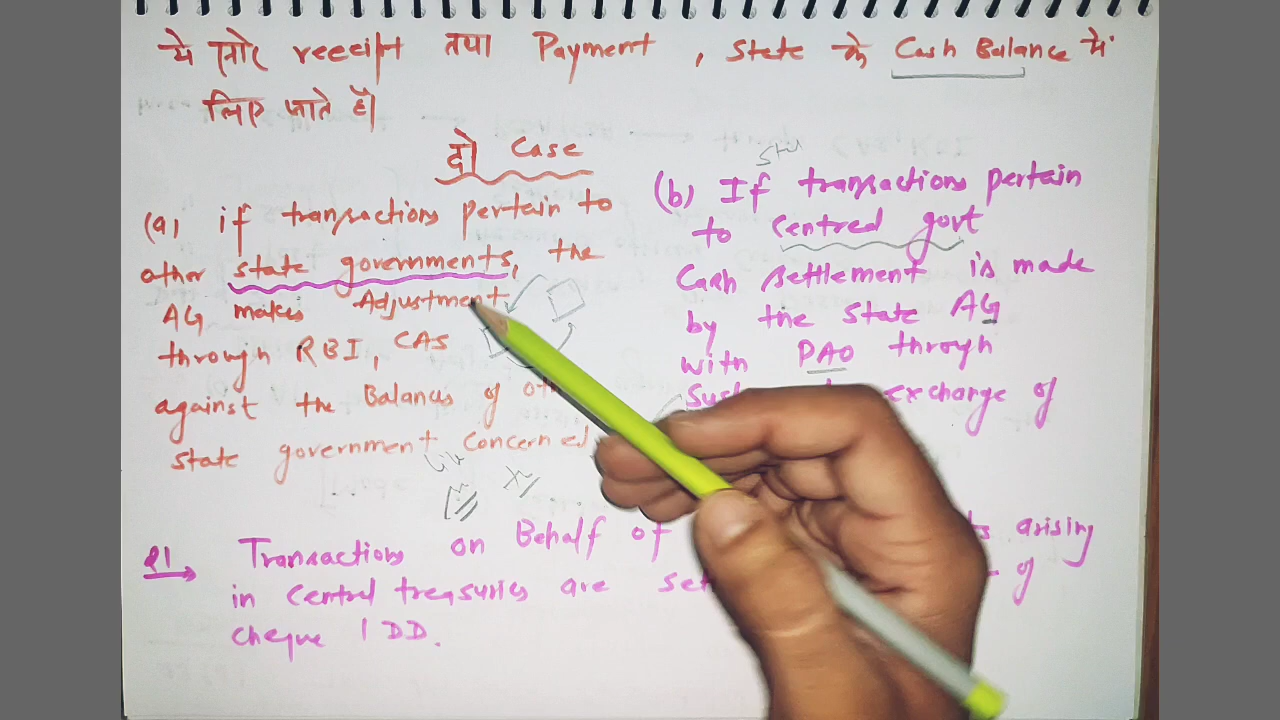 ये सारे receipt तथा Payment, state के Cash Balance में
लिए जाते हैं।
दो Case
(a) if transactions pertain to
other state governments, the
AG makes Adjustment
through RBI, CAS
against the Balances of
state government concerned
(b) If transactions pertain
to Centred govt
Cash settlement is made
by the state AG
with PAO through
exchange of
21 Transactions on Behalf of arising
in Central treasuries are of
cheque / DD.